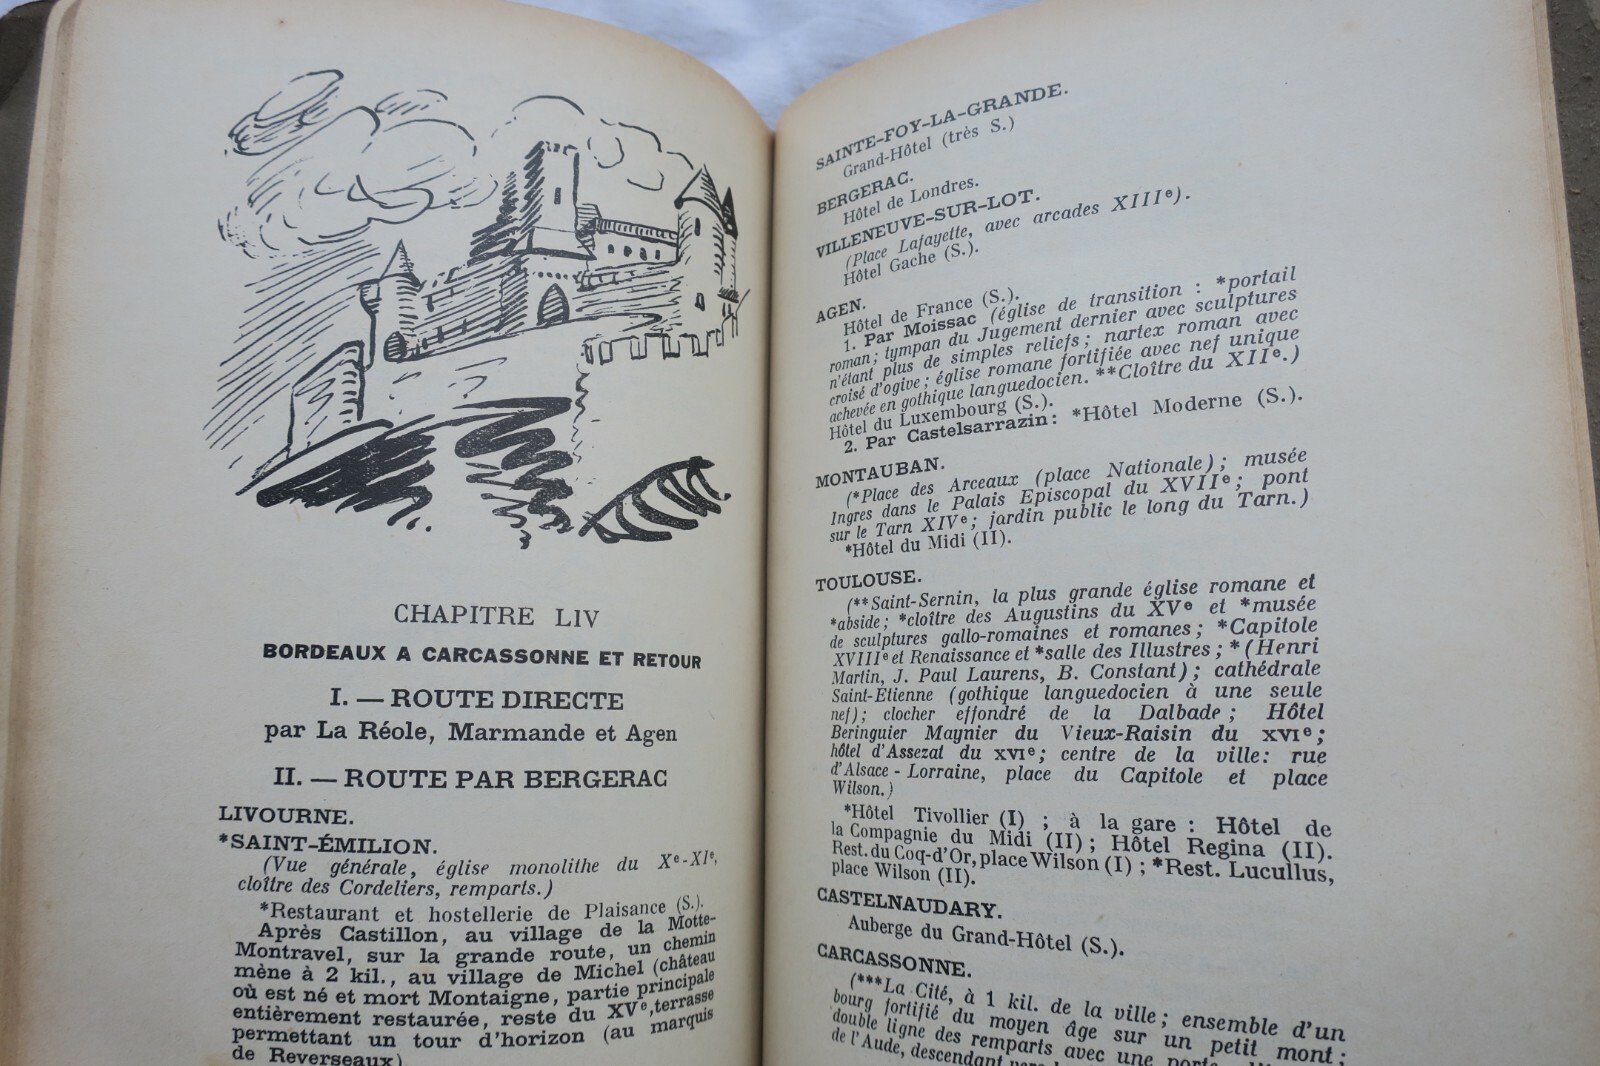 CHAPITRE LIV
BORDEAUX A CARCASSONNE ET RETOUR
I. — ROUTE DIRECTE
par La Réole, Marmande et Agen
II. — ROUTE PAR BERGERAC
LIVOURNE.
*SAINT-ÉMILION.
(Vue générale, église monolithe du Xe-XIe,
cloître des Cordeliers, remparts.)
*Restaurant et hostellerie de Plaisance (S.).
Après Castillon, au village de la Motte-
Montravel, sur la grande route, un chemin
mène à 2 kil., au village de Michel (château
où est né et mort Montaigne, partie principale
entièrement restaurée, reste du XVe, terrasse
permettant un tour d'horizon (au marquis
de Reverseaux)
SAINTE-FOY-LA-GRANDE.
Grand-Hôtel (très S.)
BERGERAC.
Hôtel de Londres.
VILLENEUVE-SUR-LOT.
(Place Lafayette, avec arcades XIIIe).
Hôtel Gache (S.).
AGEN.
Hôtel de France (S.).
1. Par Moissac (église de transition : *portail
roman; tympan du Jugement dernier avec sculptures
n'étant plus de simples reliefs; nartex roman avec
croisé d'ogive; église romane fortifiée avec nef unique
achevée en gothique languedocien. **Cloître du XIIe.)
Hôtel du Luxembourg (S.).
2. Par Castelsarrazin: *Hôtel Moderne (S.).
MONTAUBAN.
(*Place des Arceaux (place Nationale); musée
Ingres dans le Palais Episcopal du XVIIe; pont
sur le Tarn XIVe; jardin public le long du Tarn.)
*Hôtel du Midi (II).
TOULOUSE.
(**Saint-Sernin, la plus grande église romane et
*abside; *cloître des Augustins du XVe et *musée
de sculptures gallo-romaines et romanes; *Capitole
XVIIIe et Renaissance et *salle des Illustres; *(Henri
Martin, J. Paul Laurens, B. Constant); cathédrale
Saint-Etienne (gothique languedocien à une seule
nef); clocher effondré de la Dalbade; Hôtel
Beringuier Maynier du Vieux-Raisin du XVIe;
hôtel d'Assezat du XVIe; centre de la ville: rue
d'Alsace-Lorraine, place du Capitole et place
Wilson.)
*Hôtel Tivollier (I) ; à la gare : Hôtel de
la Compagnie du Midi (II); Hôtel Regina (II).
Rest. du Coq-d'Or, place Wilson (I) ; *Rest. Lucullus,
place Wilson (II).
CASTELNAUDARY.
Auberge du Grand-Hôtel (S.).
CARCASSONNE.
(***La Cité, à 1 kil. de la ville; ensemble d'un
bourg fortifié du moyen âge sur un petit mont;
double ligne des remparts avec une
de l'Aude, descendant